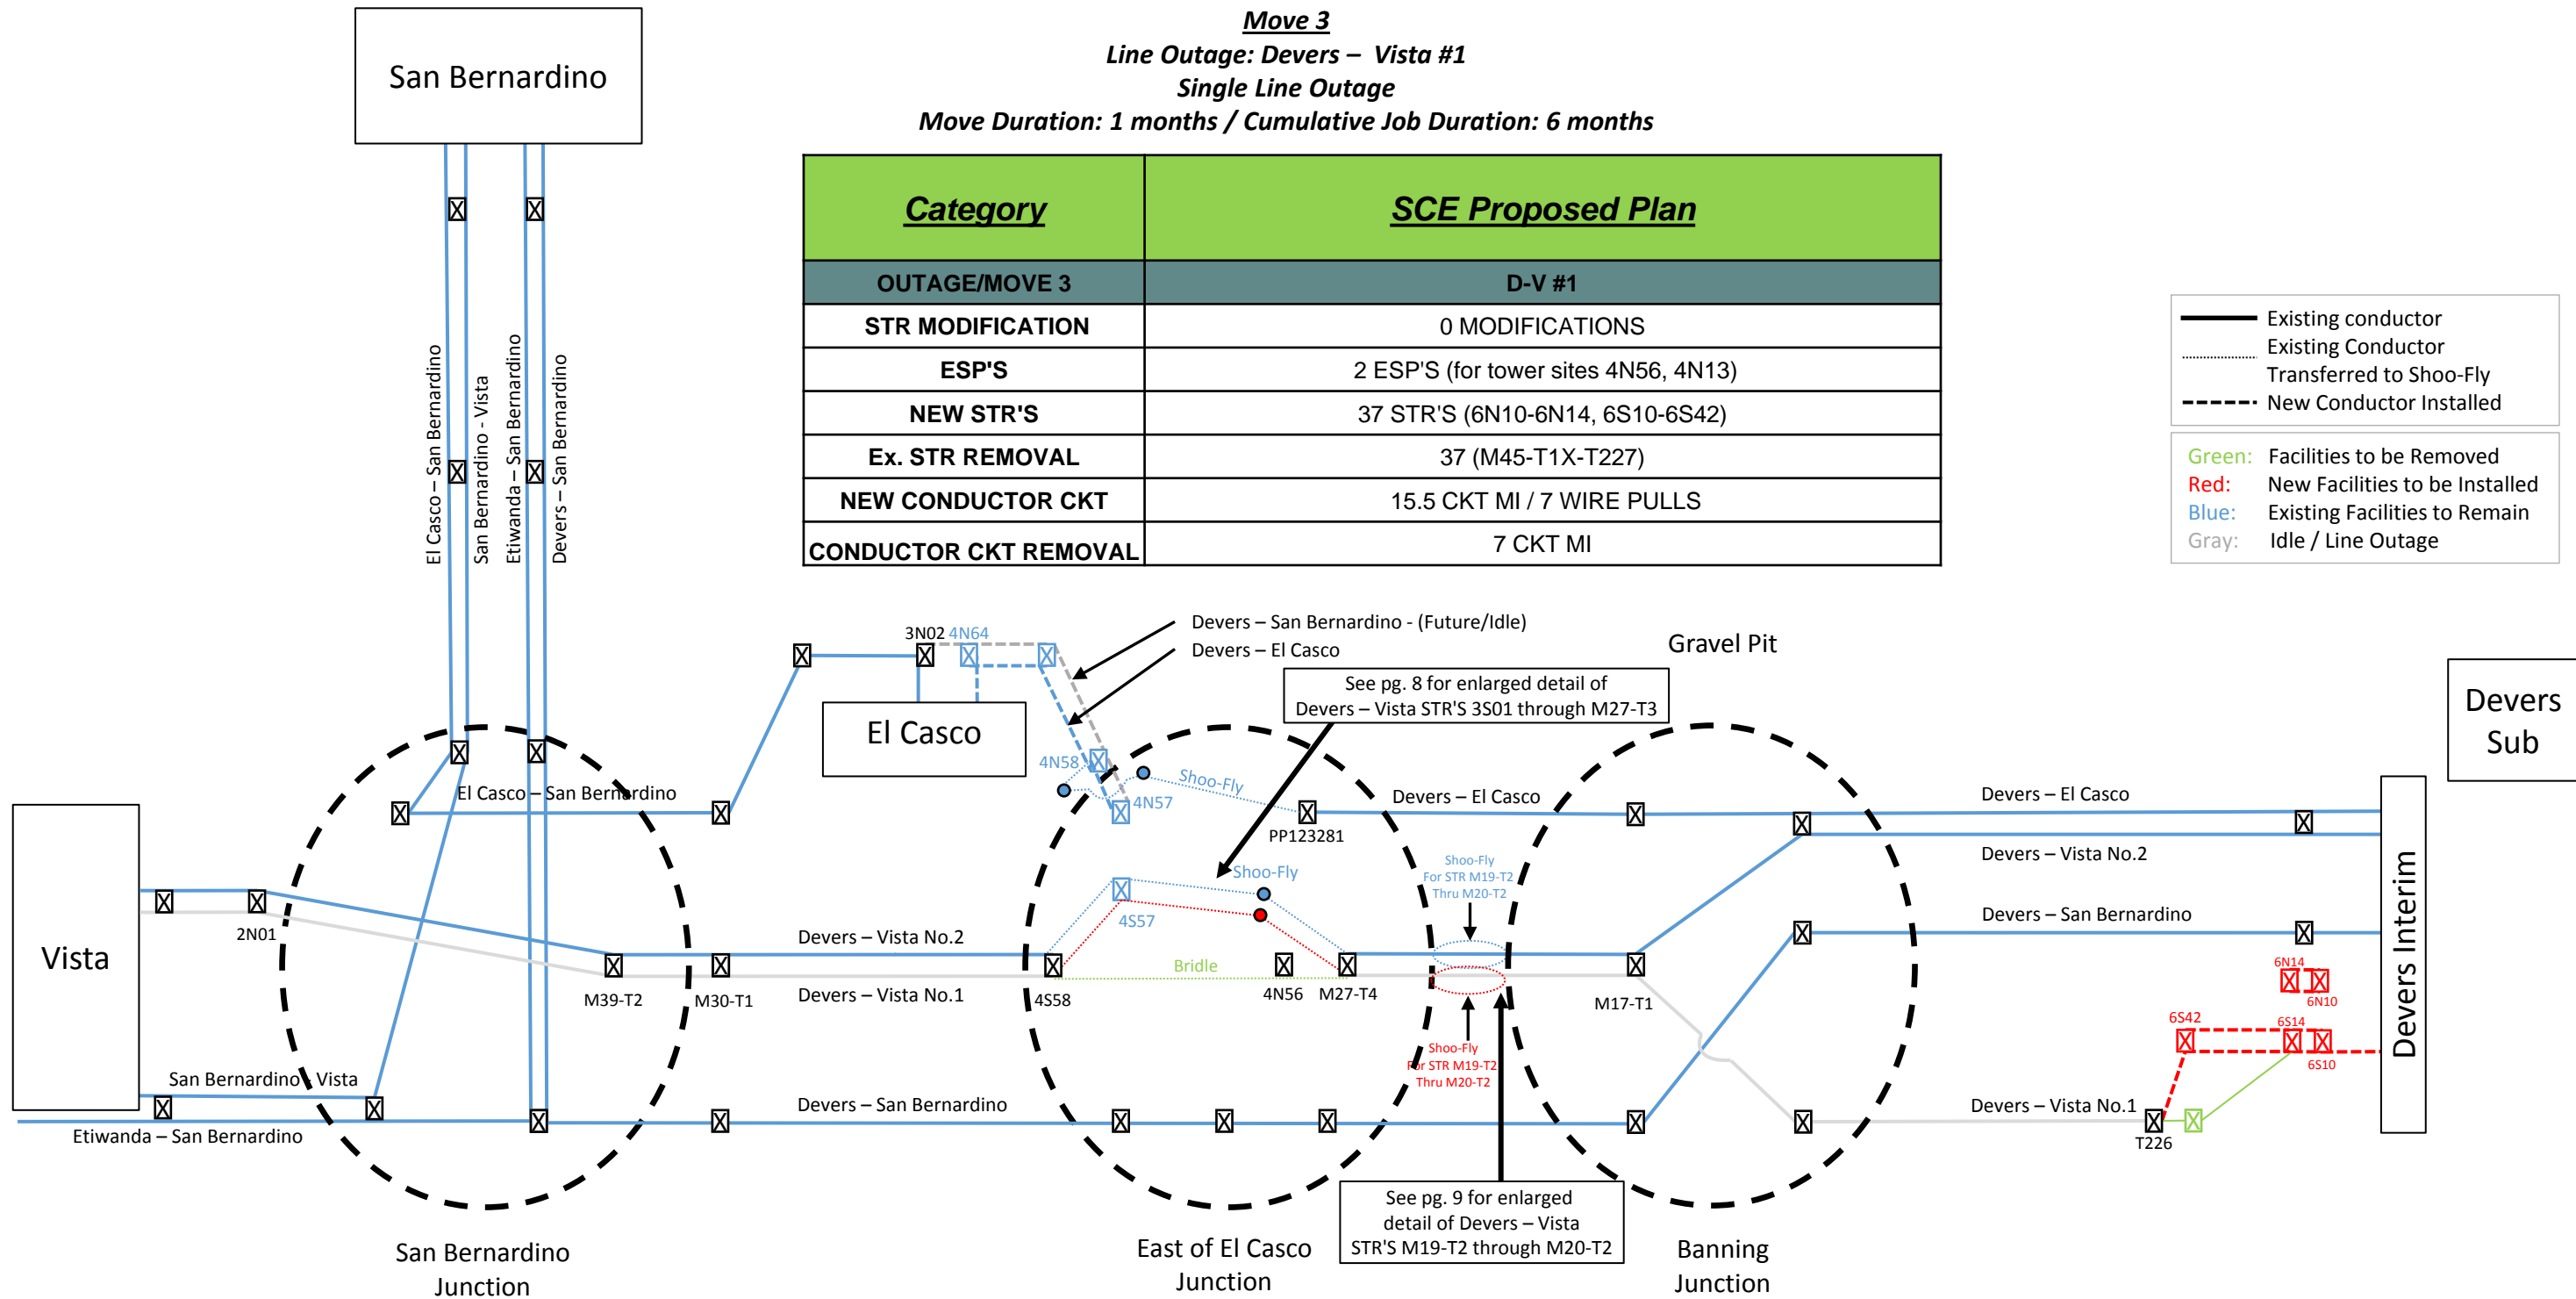 Move 3
Line Outage: Devers – Vista #1
Single Line Outage
Move Duration: 1 months / Cumulative Job Duration: 6 months
San Bernardino
Category
SCE Proposed Plan
OUTAGE/MOVE 3
D-V #1
STR MODIFICATION
0 MODIFICATIONS
ESP'S
2 ESP'S (for tower sites 4N56, 4N13)
NEW STR'S
37 STR'S (6N10-6N14, 6S10-6S42)
Ex. STR REMOVAL
37 (M45-T1X-T227)
NEW CONDUCTOR CKT
15.5 CKT MI / 7 WIRE PULLS
CONDUCTOR CKT REMOVAL
7 CKT MI
Existing conductor
Existing Conductor
Transferred to Shoo-Fly
New Conductor Installed
Green: Facilities to be Removed
Red: New Facilities to be Installed
Blue: Existing Facilities to Remain
Gray: Idle / Line Outage
El Casco – San Bernardino
San Bernardino - Vista
Etiwanda – San Bernardino
Devers – San Bernardino
3N02
4N64
Devers – San Bernardino - (Future/Idle)
Devers – El Casco
Gravel Pit
See pg. 8 for enlarged detail of
Devers – Vista STR'S 3S01 through M27-T3
Devers
Sub
El Casco
4N58
4N57
Shoo-Fly
El Casco – San Bernardino
Devers – El Casco
Devers – El Casco
PP123281
Devers – Vista No.2
Shoo-Fly
For STR M19-T2
Thru M20-T2
Shoo-Fly
4S57
Devers – San Bernardino
2N01
Vista
Devers – Vista No.2
Bridle
M39-T2
M30-T1
Devers – Vista No.1
4S58
4N56
M27-T4
M17-T1
6N14
6N10
6S42
6S14
6S10
Devers Interim
Shoo-Fly
For STR M19-T2
Thru M20-T2
San Bernardino - Vista
Devers – San Bernardino
Devers – Vista No.1
Etiwanda – San Bernardino
T226
See pg. 9 for enlarged
detail of Devers – Vista
STR'S M19-T2 through M20-T2
San Bernardino
Junction
East of El Casco
Junction
Banning
Junction